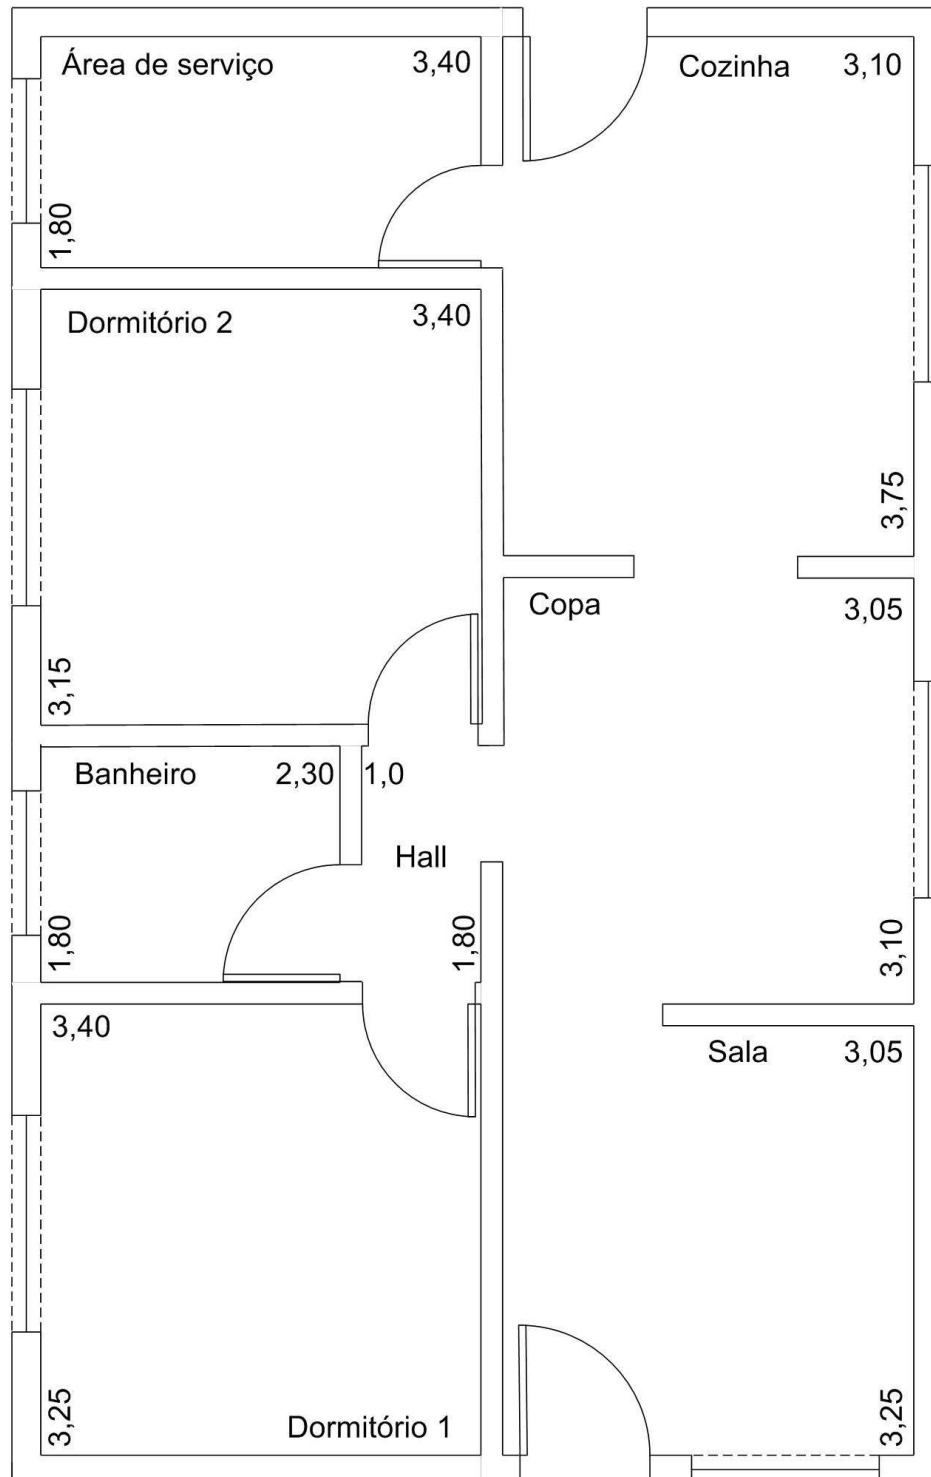 Área de serviço 3,40
1,80
Cozinha 3,10
3,75
Dormitório 2 3,40
3,15
Copa 3,05
3,10
Banheiro 2,30
1,80
1,0
Hall
1,80
3,40
3,25
Dormitório 1
Sala 3,05
3,25